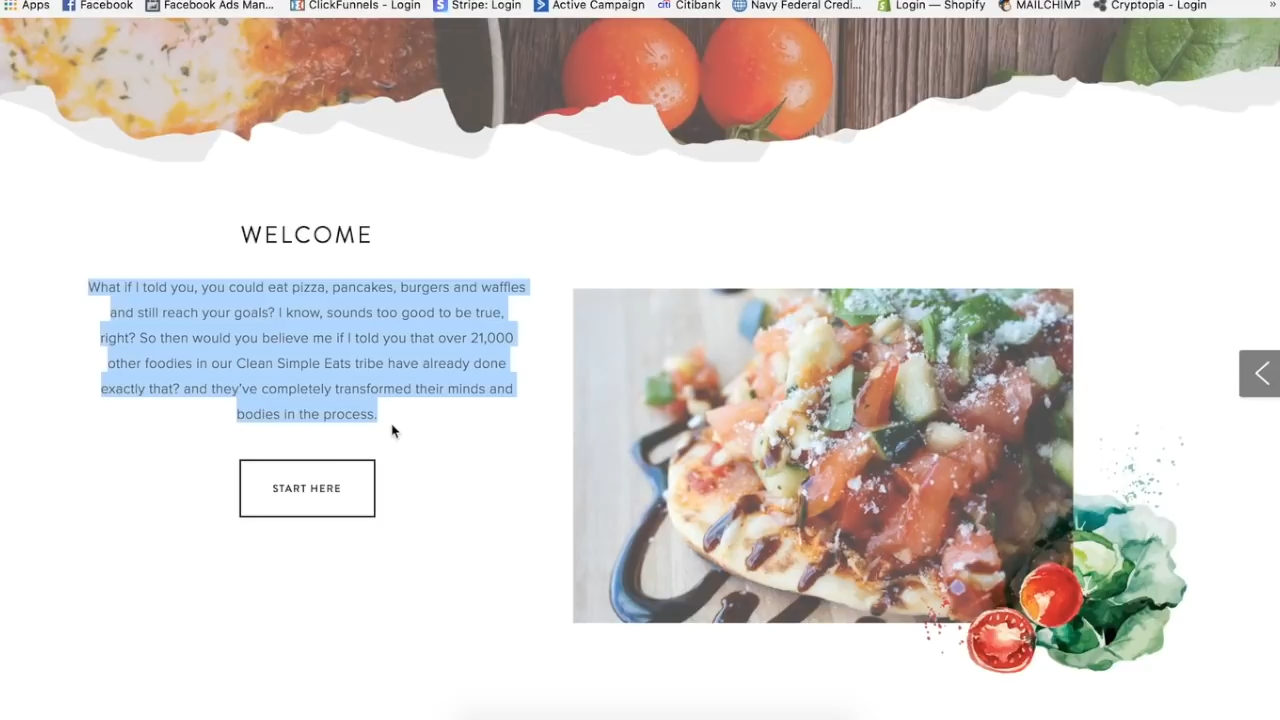 Apps Facebook Facebook Ads Man... ClickFunnels - Login Stripe: Login Active Campaign citi Citibank Navy Federal Credi... Login — Shopify MAILCHIMP Cryptopia - Login »
WELCOME
What if I told you, you could eat pizza, pancakes, burgers and waffles
and still reach your goals? I know, sounds too good to be true,
right? So then would you believe me if I told you that over 21,000
other foodies in our Clean Simple Eats tribe have already done
exactly that? and they've completely transformed their minds and
bodies in the process.
START HERE